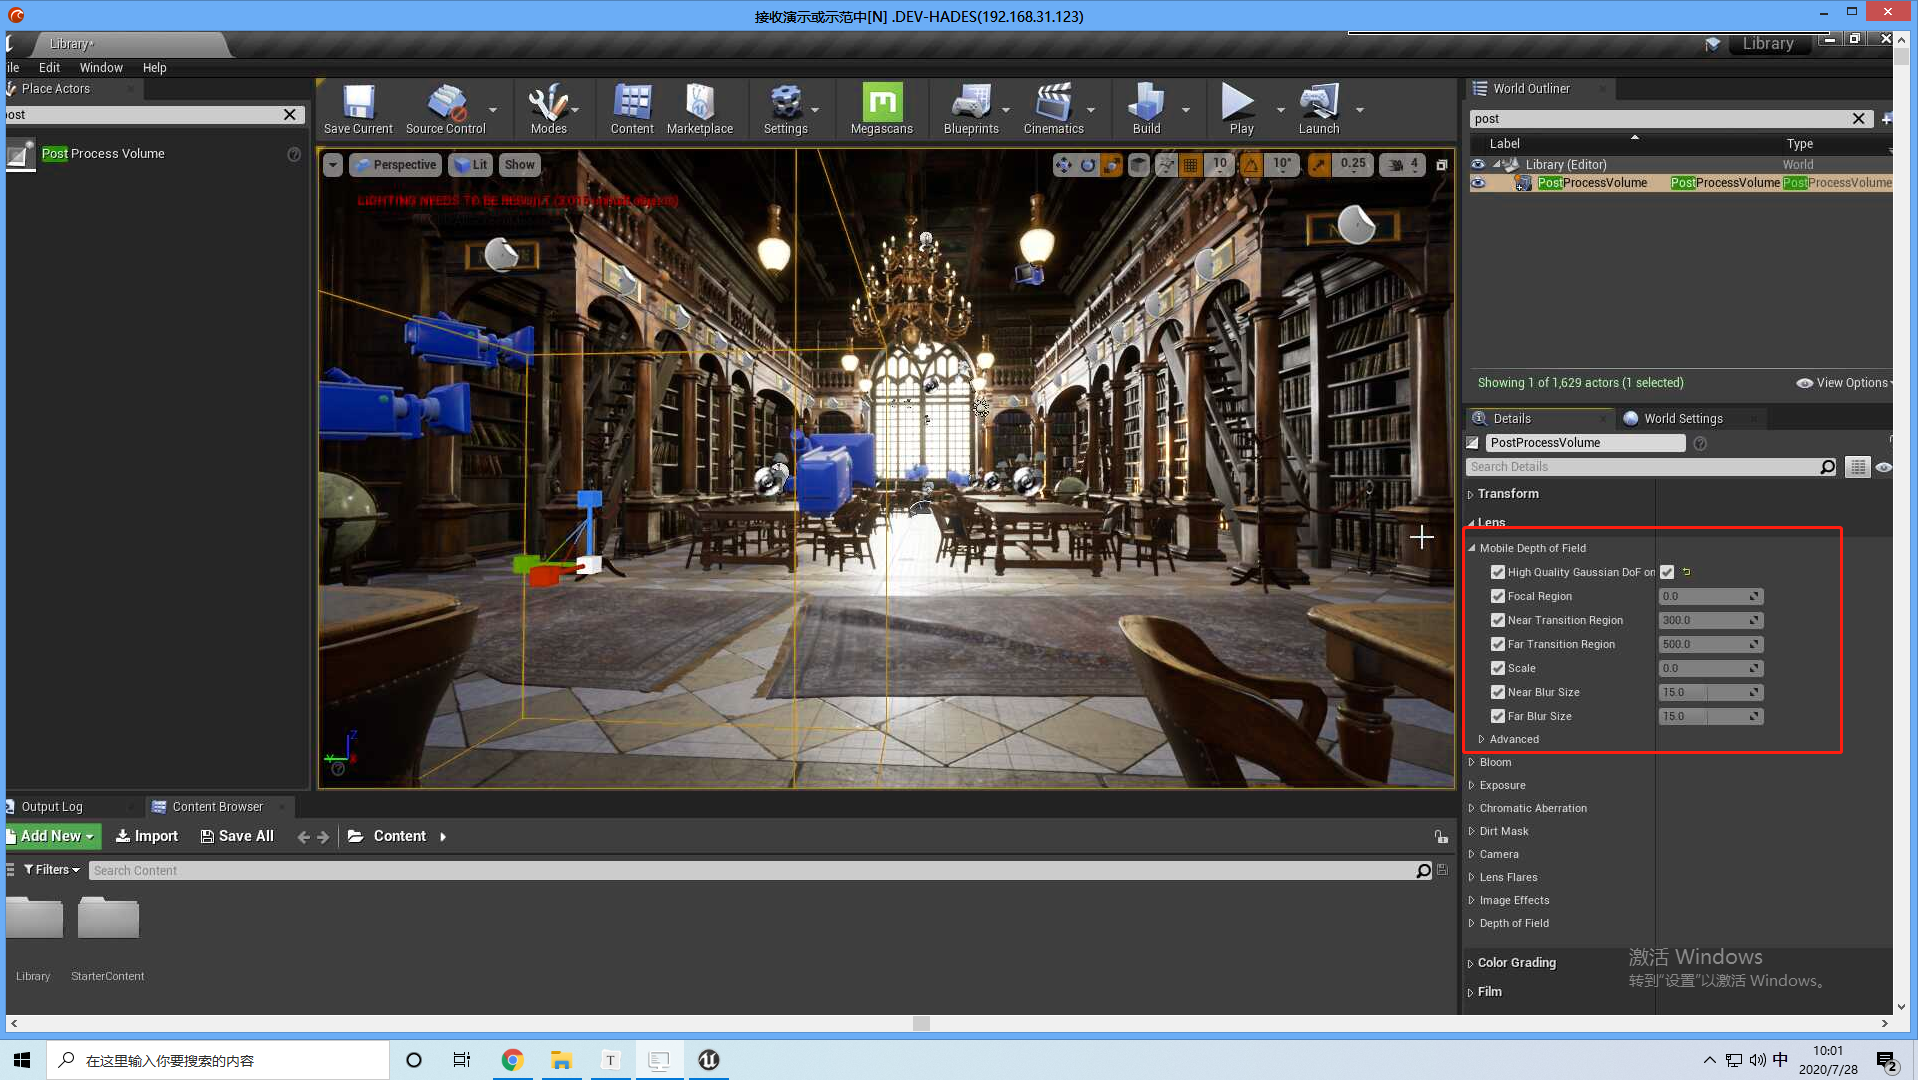 接收演示或示范中[N] .DEV-HADES(192.168.31.123)
Library•
Library
ile Edit Window Help
Place Actors
ost
Post Process Volume
Save Current
Source Control
Modes
Content
Marketplace
Settings
Megascans
Blueprints
Cinematics
Build
Play
Launch
Perspective
Lit
Show
10
10°
0.25
4
World Outliner
post
Label
Type
Library (Editor)
World
PostProcessVolume
PostProcessVolume
PostProcessVolume
Showing 1 of 1,629 actors (1 selected)
View Options
Details
World Settings
PostProcessVolume
Search Details
Transform
Lens
Mobile Depth of Field
High Quality Gaussian DoF on
Focal Region 0.0
Near Transition Region 300.0
Far Transition Region 500.0
Scale 0.0
Near Blur Size 15.0
Far Blur Size 15.0
Advanced
Bloom
Exposure
Chromatic Aberration
Dirt Mask
Camera
Lens Flares
Image Effects
Depth of Field
Color Grading
Film
激活 Windows
转到“设置”以激活 Windows。
Output Log
Content Browser
Add New
Import
Save All
Content
Filters
Search Content
Library
StarterContent
在这里输入你要搜索的内容
中
10:01
2020/7/28
2